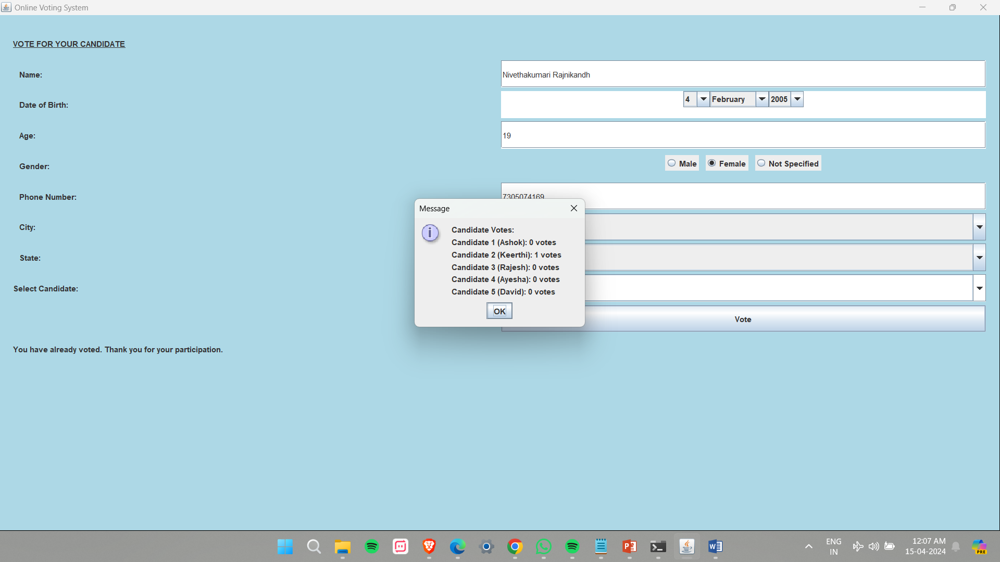 Online Voting System
VOTE FOR YOUR CANDIDATE
Name:
Nivethakumari Rajnikandh
Date of Birth:
4 February 2005
Age:
19
Gender:
Male Female Not Specified
Phone Number:
7305074169
City:
State:
Select Candidate:
Vote
Message
Candidate Votes:
Candidate 1 (Ashok): 0 votes
Candidate 2 (Keerthi): 1 votes
Candidate 3 (Rajesh): 0 votes
Candidate 4 (Ayesha): 0 votes
Candidate 5 (David): 0 votes
OK
You have already voted. Thank you for your participation.
ENG
IN
12:07 AM
15-04-2024
PRE